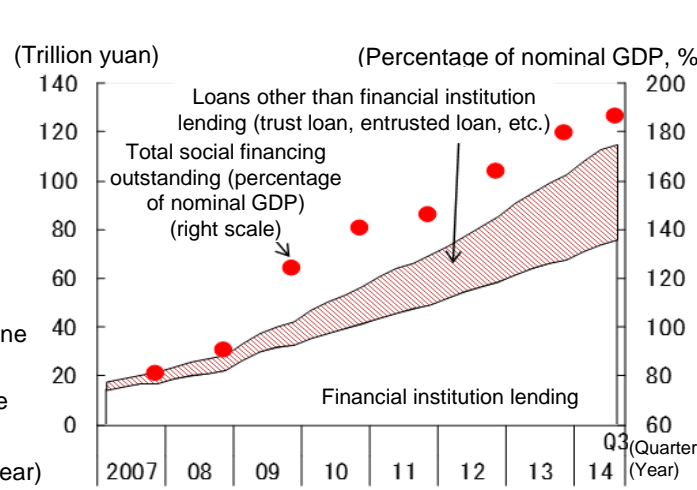 (Trillion yuan)
(Percentage of nominal GDP, %
140
120
100
80
60
40
20
0
200
180
160
140
120
100
80
60
Loans other than financial institution
lending (trust loan, entrusted loan, etc.)
Total social financing
outstanding (percentage
of nominal GDP)
(right scale)
Financial institution lending
ne
e
ear)
Q3
(Quarter
(Year)
2007 08 09 10 11 12 13 14